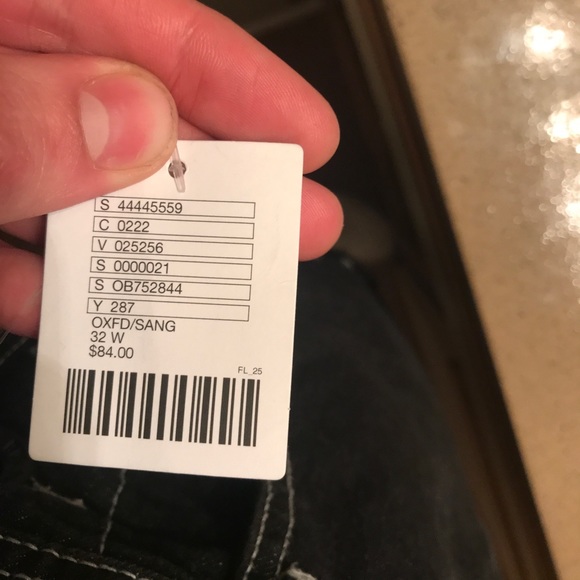 S 44445559
C 0222
V 025256
S 0000021
S OB752844
Y 287
OXFD/SANG
32 W
$84.00
FL_25